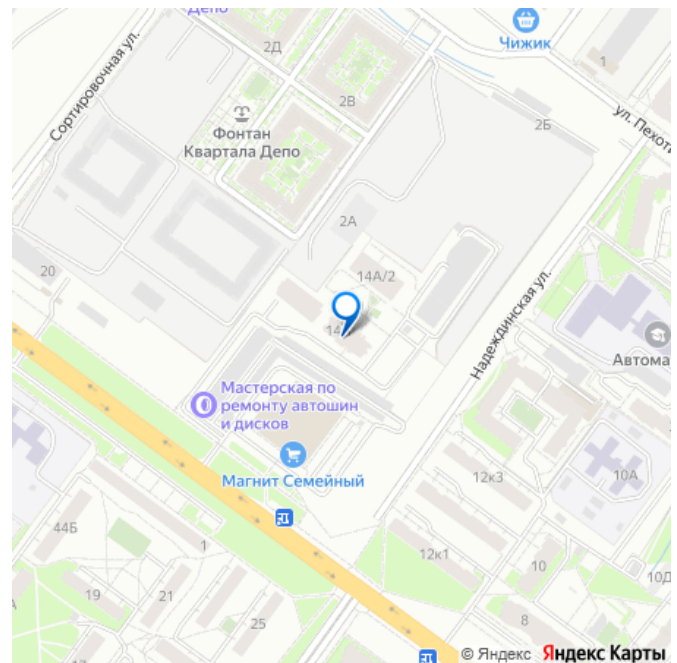 Депо
2Д
Чижик
1
Сортировочная ул.
2В
2Б
ул. Пехоти
Фонтан
Квартала Депо
2А
20
14А/2
14
Надеждинская ул.
Автома
Мастерская по
ремонту автошин
и дисков
Магнит Семейный
12к3
10А
44Б
1
12к1
10
10Д
19
21
25
8
© Яндекс Яндекс Карты